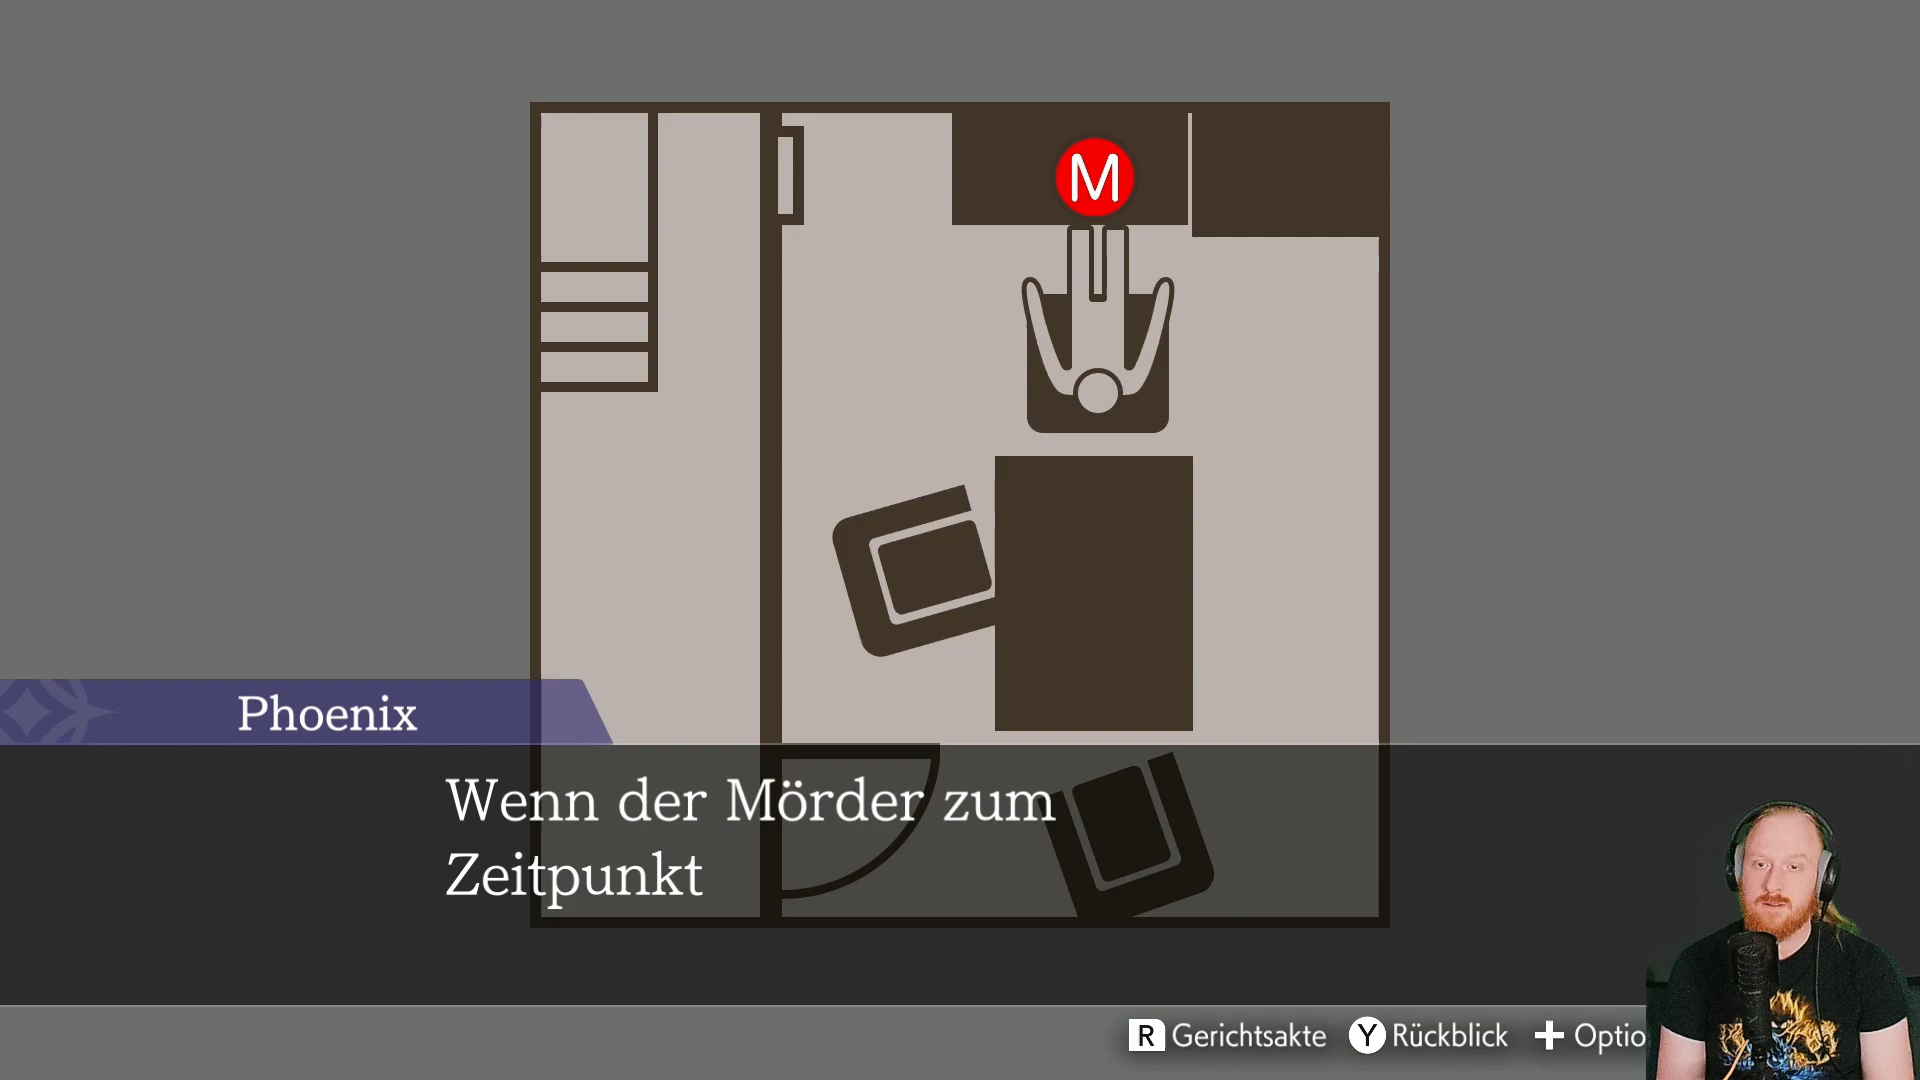 M
Phoenix
Wenn der Mörder zum
Zeitpunkt
R Gerichtsakte Y Rückblick + Optio